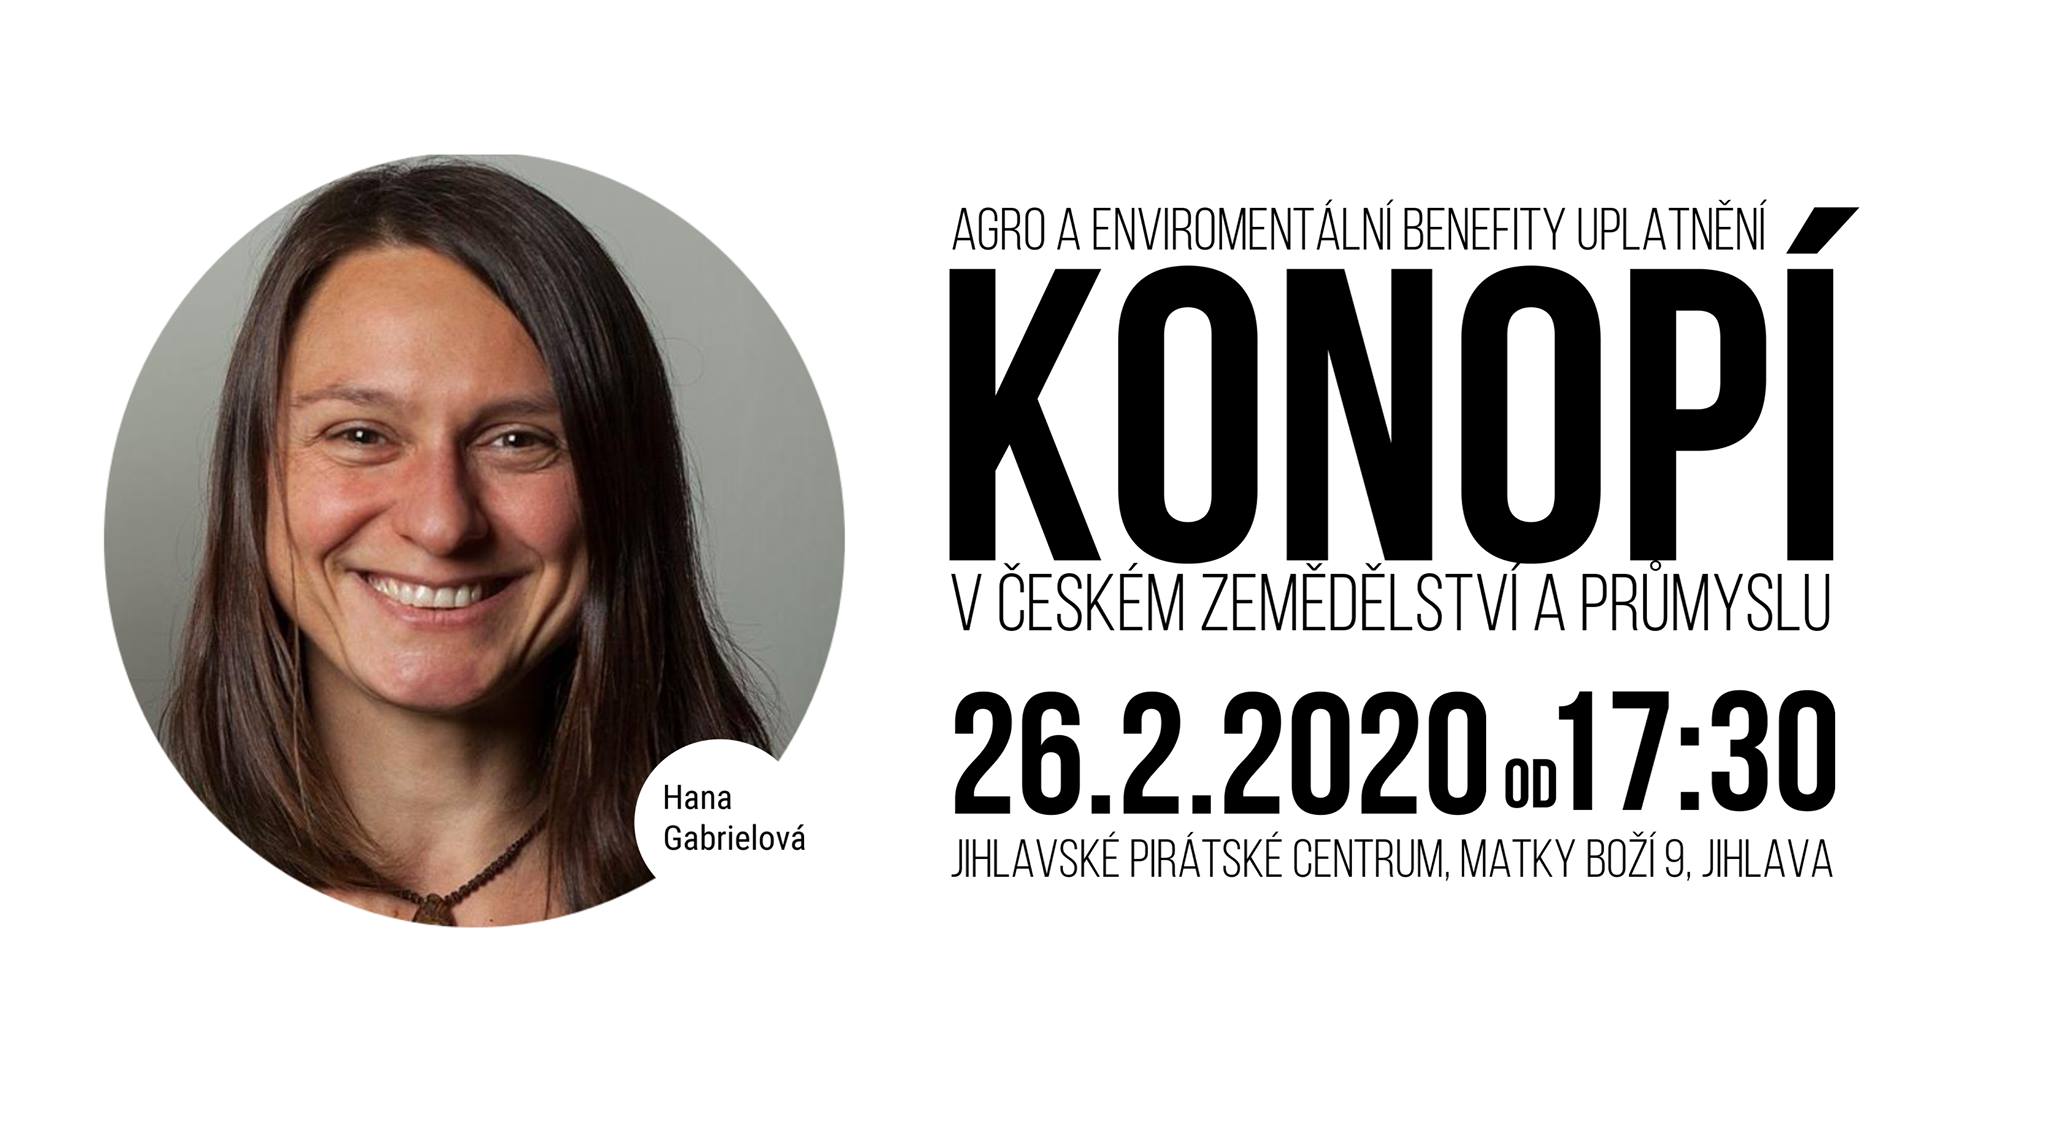 Hana
Gabrielová
AGRO A ENVIROMENTÁLNÍ BENEFITY UPLATNĚNÍ
KONOPÍ
V ČESKÉM ZEMĚDĚLSTVÍ A PRŮMYSLU
26.2.2020 OD 17:30
JIHLAVSKÉ PIRÁTSKÉ CENTRUM, MATKY BOŽÍ 9, JIHLAVA